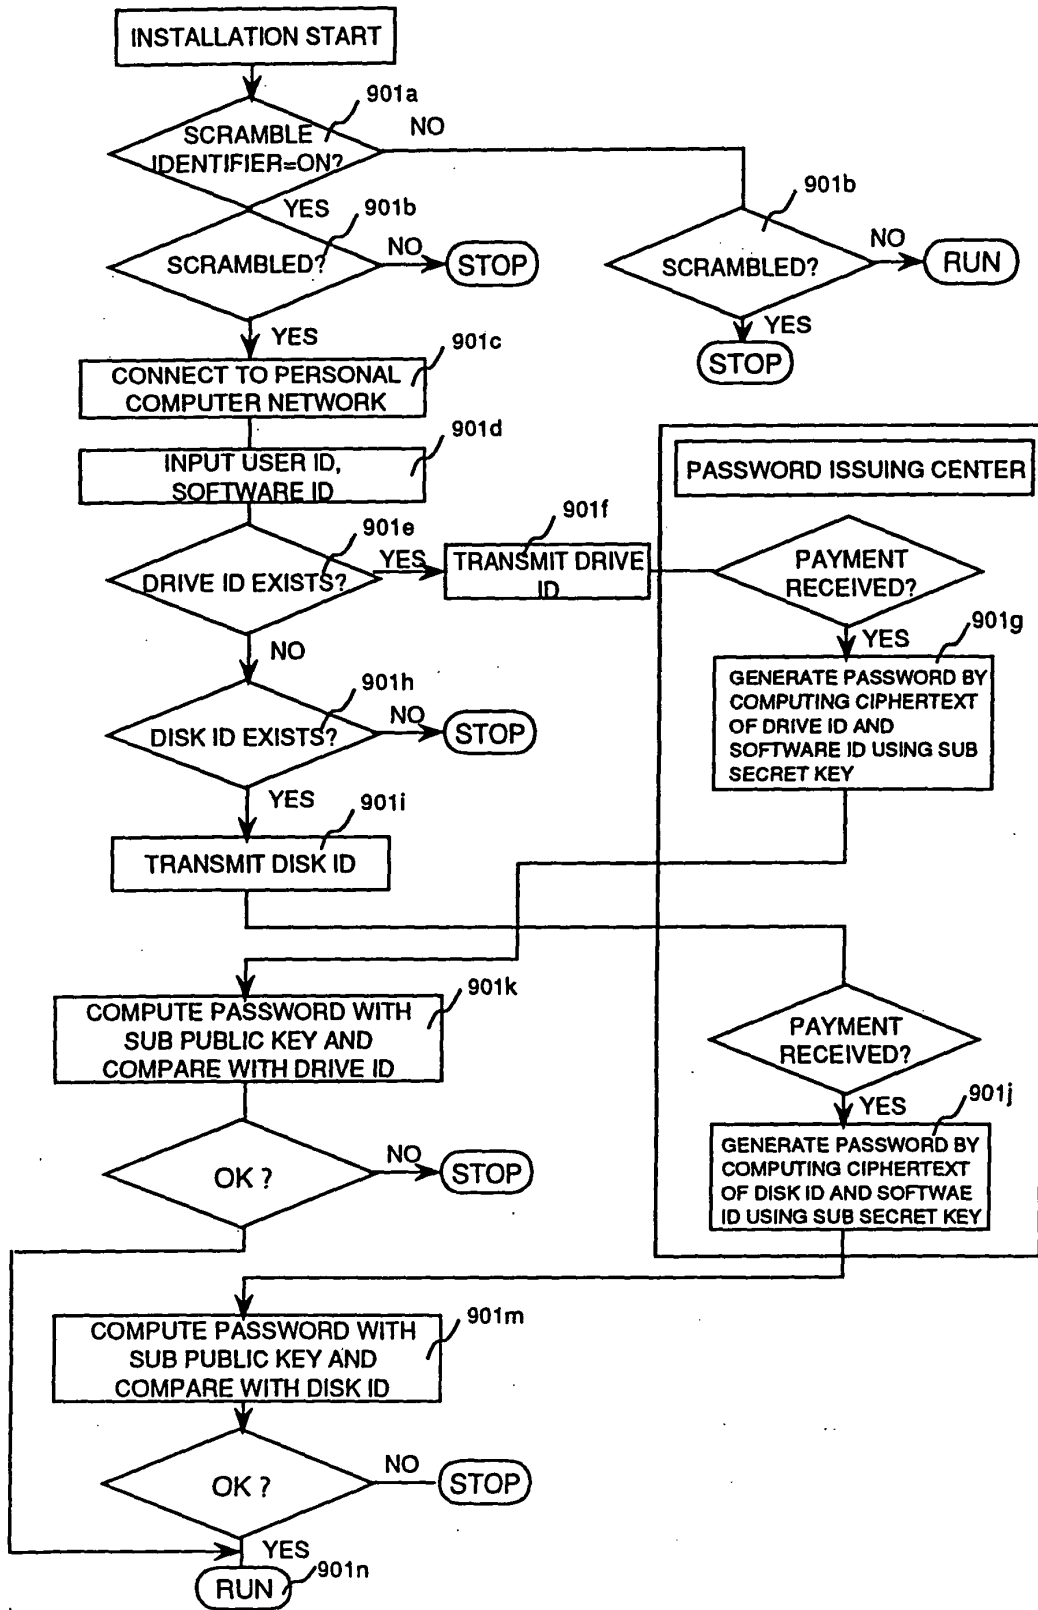 INSTALLATION START
901a
SCRAMBLE
IDENTIFIER=ON?
NO
YES
901b
SCRAMBLED?
NO
STOP
901b
SCRAMBLED?
NO
RUN
YES
STOP
YES
901c
CONNECT TO PERSONAL
COMPUTER NETWORK
901d
INPUT USER ID,
SOFTWARE ID
PASSWORD ISSUING CENTER
901e
DRIVE ID EXISTS?
YES
901f
TRANSMIT DRIVE
ID
PAYMENT
RECEIVED?
YES
901g
GENERATE PASSWORD BY
COMPUTING CIPHERTEXT
OF DRIVE ID AND
SOFTWARE ID USING SUB
SECRET KEY
NO
901h
DISK ID EXISTS?
NO
STOP
YES
901i
TRANSMIT DISK ID
901k
COMPUTE PASSWORD WITH
SUB PUBLIC KEY AND
COMPARE WITH DRIVE ID
PAYMENT
RECEIVED?
YES
901j
GENERATE PASSWORD BY
COMPUTING CIPHERTEXT
OF DISK ID AND SOFTWAE
ID USING SUB SECRET KEY
OK ?
NO
STOP
901m
COMPUTE PASSWORD WITH
SUB PUBLIC KEY AND
COMPARE WITH DISK ID
OK ?
NO
STOP
YES
RUN
901n